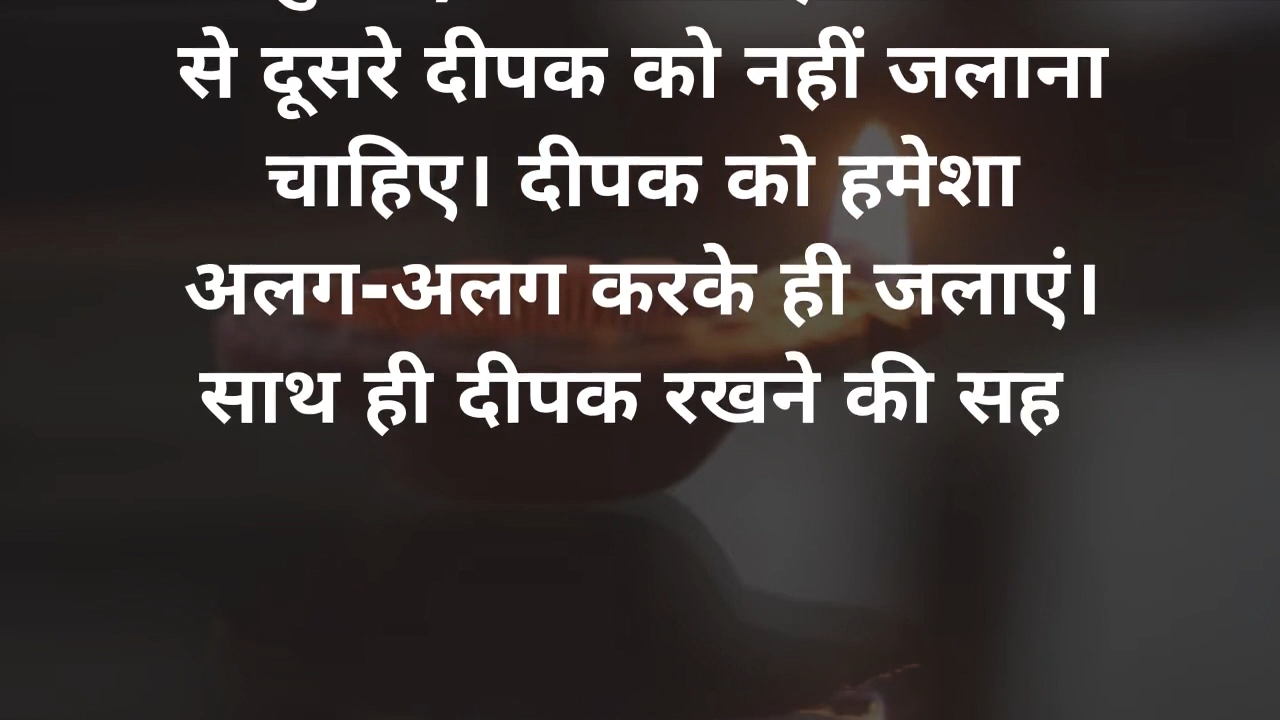 से दूसरे दीपक को नहीं जलाना
चाहिए। दीपक को हमेशा
अलग-अलग करके ही जलाएं।
साथ ही दीपक रखने की सह